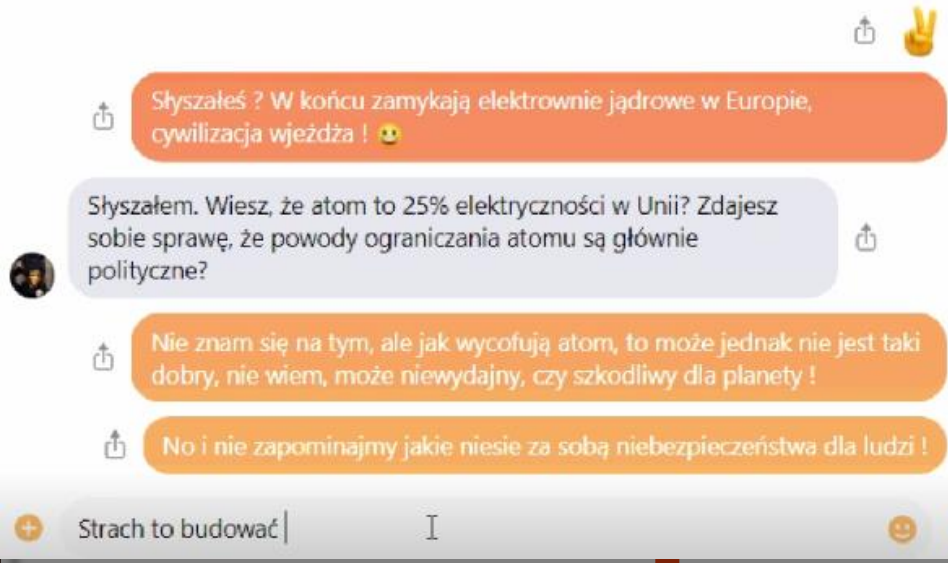 Słyszałeś ? W końcu zamykają elektrownie jądrowe w Europie,
cywilizacja wjeżdża ! 😀
Słyszałem. Wiesz, że atom to 25% elektryczności w Unii? Zdajesz
sobie sprawę, że powody ograniczania atomu są głównie
polityczne?
Nie znam się na tym, ale jak wycofują atom, to może jednak nie jest taki
dobry, nie wiem, może niewydajny, czy szkodliwy dla planety !
No i nie zapominajmy jakie niesie za sobą niebezpieczeństwa dla ludzi !
Strach to budować